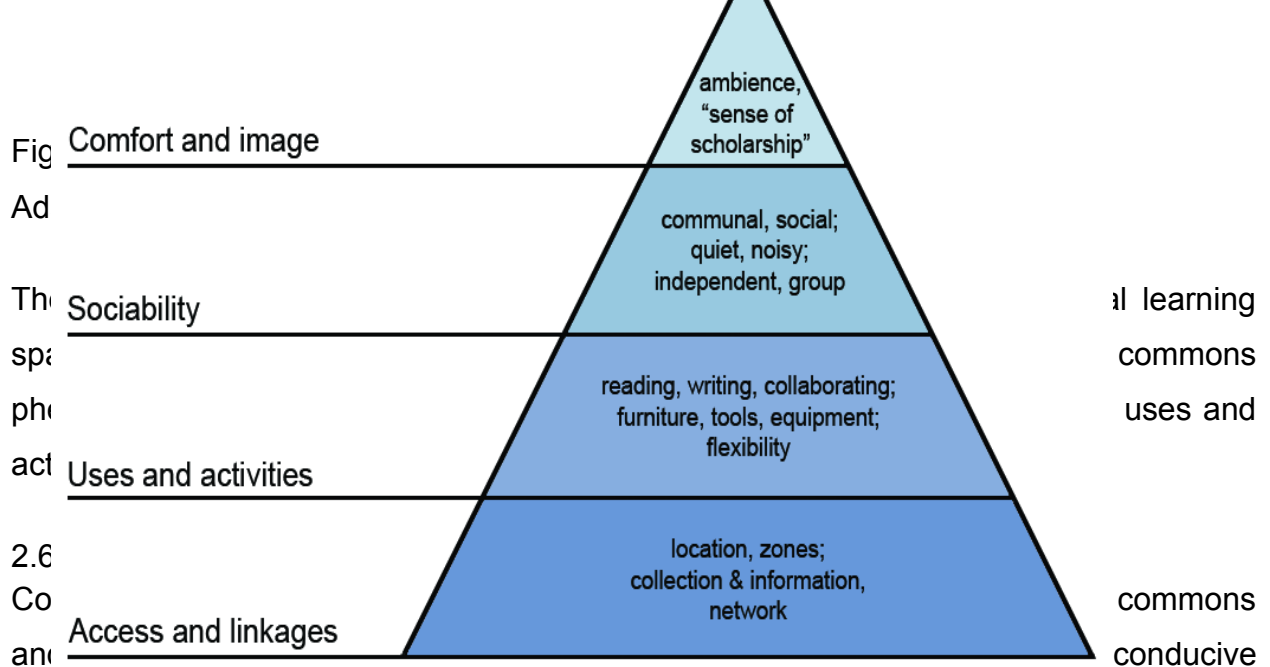 ambience,
“sense of
scholarship”
Comfort and image
communal, social;
quiet, noisy;
independent, group
Sociability
learning
commons
reading, writing, collaborating;
furniture, tools, equipment;
flexibility
uses and
Uses and activities
location, zones;
collection & information,
network
commons
Access and linkages
conducive